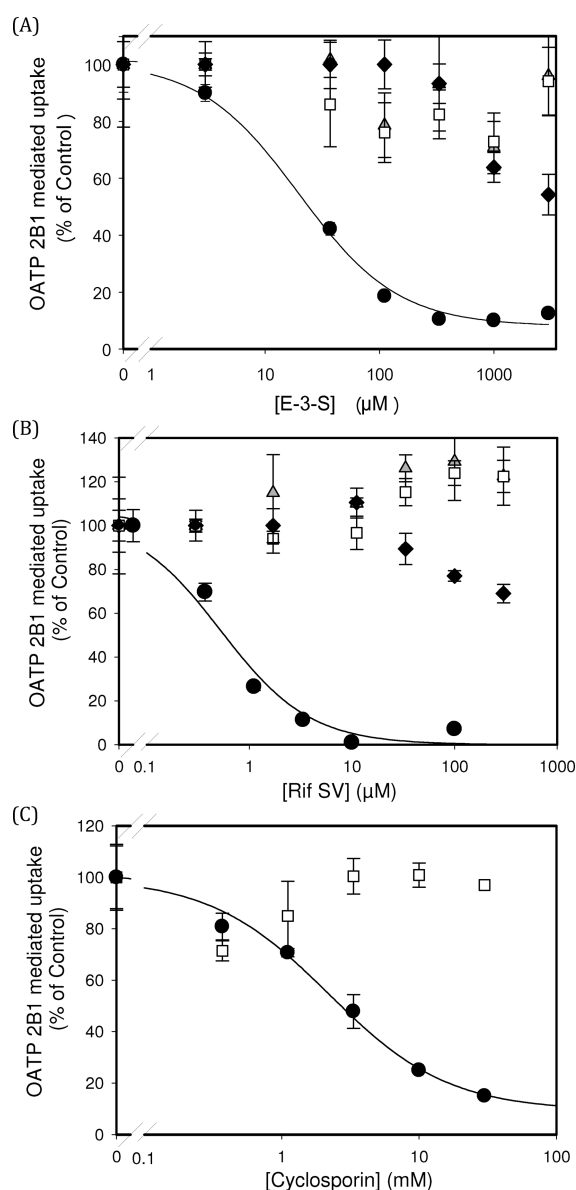 (A)
OATP 2B1 mediated uptake
(% of Control)
100
80
60
40
20
0
0 1 10 100 1000
[E-3-S] (µM )
(B)
OATP 2B1 mediated uptake
(% of Control)
140
120
100
80
60
40
20
0
0 0.1 1 10 100 1000
[Rif SV] (µM)
(C)
OATP 2B1 mediated uptake
(% of Control)
120
100
80
60
40
20
0
0 0.1 1 10 100
[Cyclosporin] (mM)